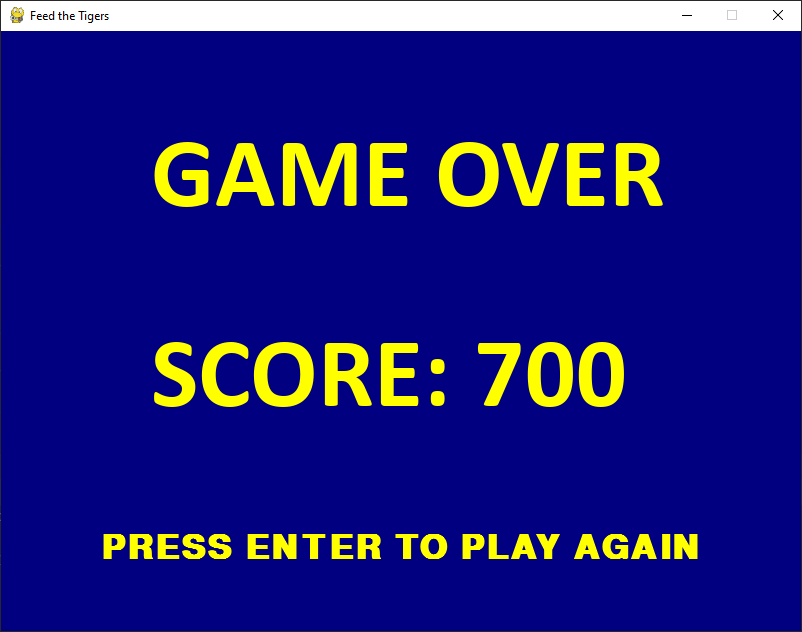 Feed the Tigers
GAME OVER
SCORE: 700
PRESS ENTER TO PLAY AGAIN